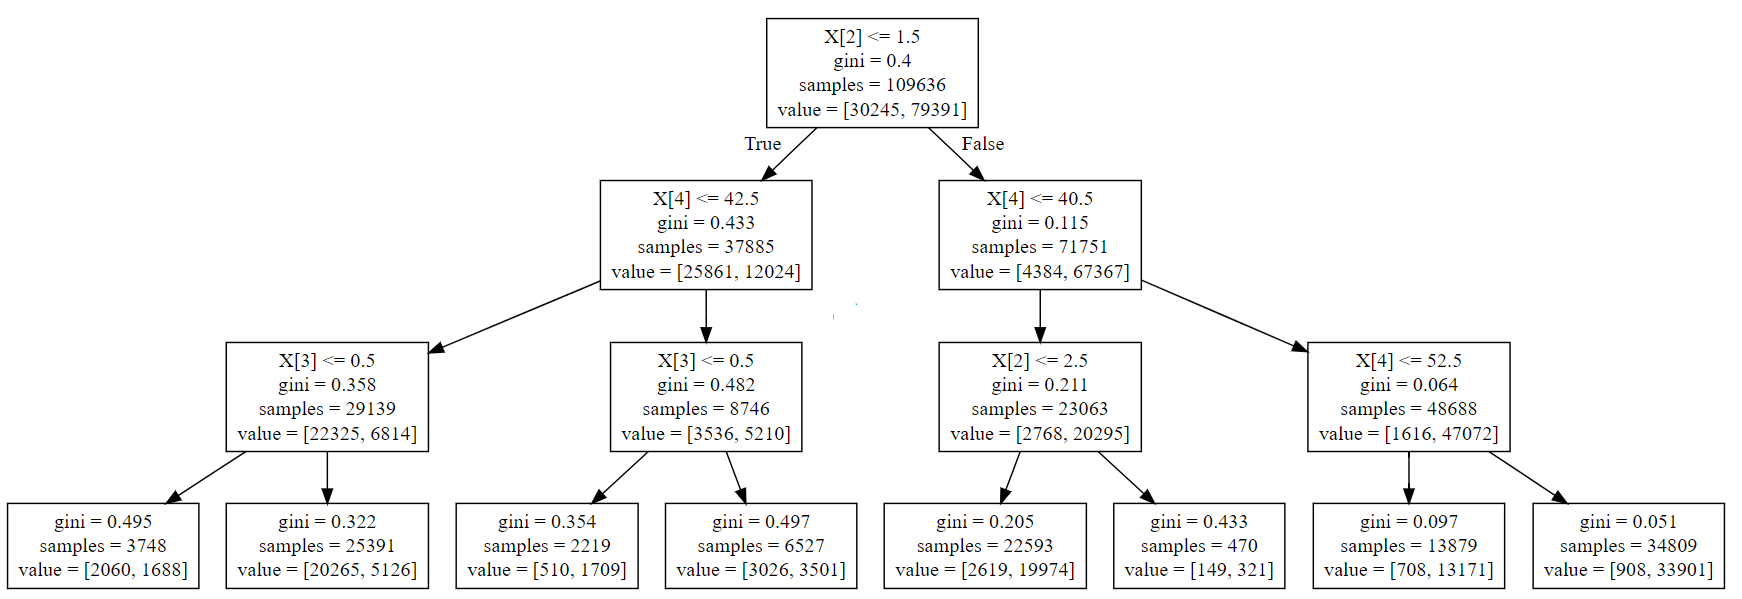 X[2] <= 1.5
gini = 0.4
samples = 109636
value = [30245, 79391]
True
False
X[4] <= 42.5
gini = 0.433
samples = 37885
value = [25861, 12024]
X[4] <= 40.5
gini = 0.115
samples = 71751
value = [4384, 67367]
X[3] <= 0.5
gini = 0.358
samples = 29139
value = [22325, 6814]
X[3] <= 0.5
gini = 0.482
samples = 8746
value = [3536, 5210]
X[2] <= 2.5
gini = 0.211
samples = 23063
value = [2768, 20295]
X[4] <= 52.5
gini = 0.064
samples = 48688
value = [1616, 47072]
gini = 0.495
samples = 3748
value = [2060, 1688]
gini = 0.322
samples = 25391
value = [20265, 5126]
gini = 0.354
samples = 2219
value = [510, 1709]
gini = 0.497
samples = 6527
value = [3026, 3501]
gini = 0.205
samples = 22593
value = [2619, 19974]
gini = 0.433
samples = 470
value = [149, 321]
gini = 0.097
samples = 13879
value = [708, 13171]
gini = 0.051
samples = 34809
value = [908, 33901]